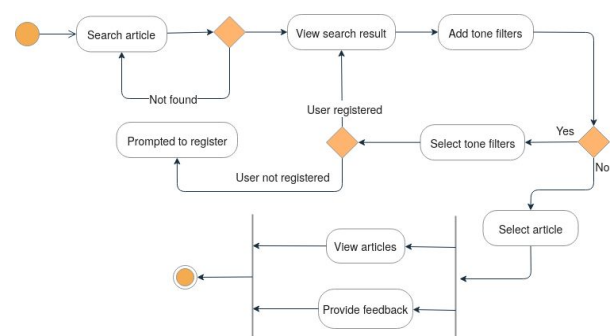 Search article
View search result
Add tone filters
Not found
User registered
Prompted to register
Select tone filters
Yes
User not registered
No
Select article
View articles
Provide feedback